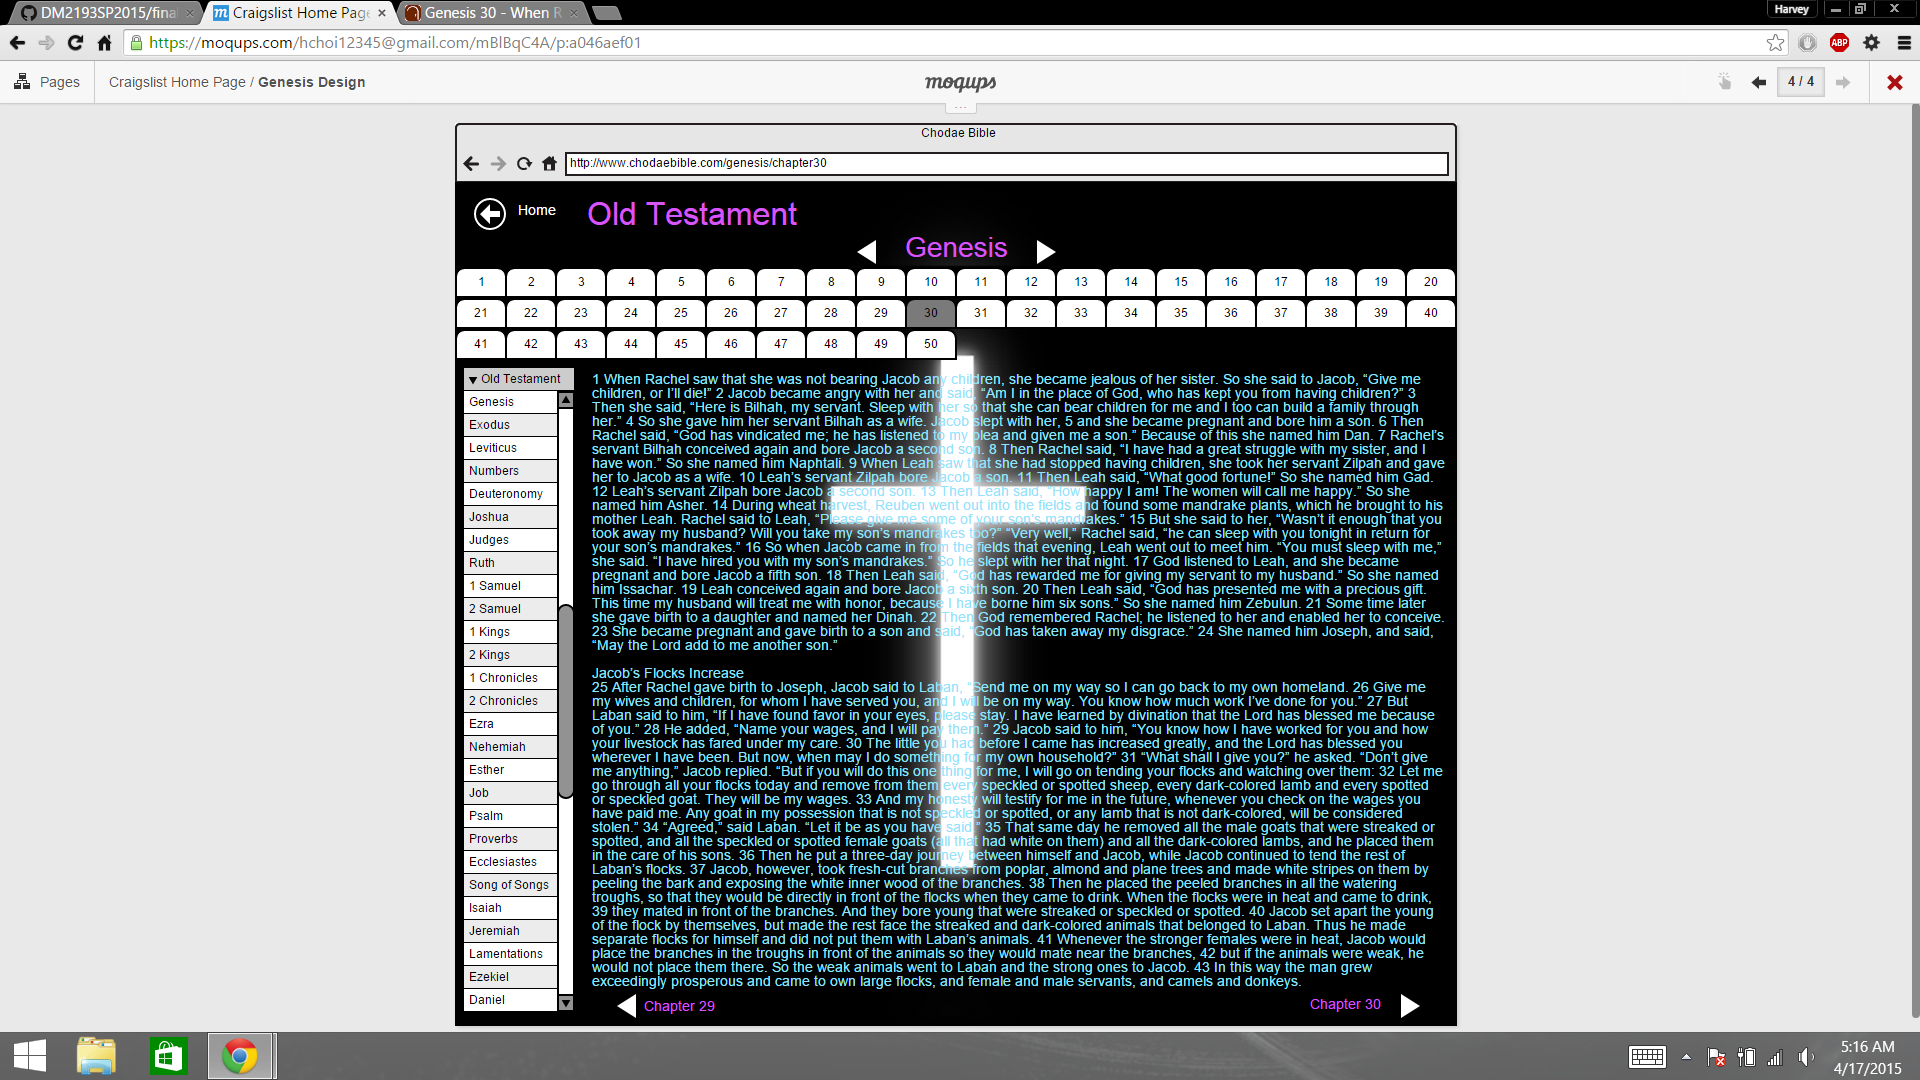 DM2193SP2015/final
Craigslist Home Page
Genesis 30 - When R
Harvey
https://moqups.com/hchoi12345@gmail.com/mBlBqC4A/p:a046aef01
ABP
Pages
Craigslist Home Page / Genesis Design
moqups
4 / 4
...
Chodae Bible
http://www.chodaebible.com/genesis/chapter30
Home
Old Testament
Genesis
1 2 3 4 5 6 7 8 9 10 11 12 13 14 15 16 17 18 19 20
21 22 23 24 25 26 27 28 29 30 31 32 33 34 35 36 37 38 39 40
41 42 43 44 45 46 47 48 49 50
Old Testament
Genesis
Exodus
Leviticus
Numbers
Deuteronomy
Joshua
Judges
Ruth
1 Samuel
2 Samuel
1 Kings
2 Kings
1 Chronicles
2 Chronicles
Ezra
Nehemiah
Esther
Job
Psalm
Proverbs
Ecclesiastes
Song of Songs
Isaiah
Jeremiah
Lamentations
Ezekiel
Daniel
1 When Rachel saw that she was not bearing Jacob any children, she became jealous of her sister. So she said to Jacob, “Give me
children, or I’ll die!” 2 Jacob became angry with her and said, “Am I in the place of God, who has kept you from having children?” 3
Then she said, “Here is Bilhah, my servant. Sleep with her so that she can bear children for me and I too can build a family through
her.” 4 So she gave him her servant Bilhah as a wife. Jacob slept with her, 5 and she became pregnant and bore him a son. 6 Then
Rachel said, “God has vindicated me; he has listened to my plea and given me a son.” Because of this she named him Dan. 7 Rachel’s
servant Bilhah conceived again and bore Jacob a second son. 8 Then Rachel said, “I have had a great struggle with my sister, and I
have won.” So she named him Naphtali. 9 When Leah saw that she had stopped having children, she took her servant Zilpah and gave
her to Jacob as a wife. 10 Leah’s servant Zilpah bore Jacob a son. 11 Then Leah said, “What good fortune!” So she named him Gad.
12 Leah’s servant Zilpah bore Jacob a second son. 13 Then Leah said, “How happy I am! The women will call me happy.” So she
named him Asher. 14 During wheat harvest, Reuben went out into the fields and found some mandrake plants, which he brought to his
mother Leah. Rachel said to Leah, “Please give me some of your son’s mandrakes.” 15 But she said to her, “Wasn’t it enough that you
took away my husband? Will you take my son’s mandrakes too?” “Very well,” Rachel said, “he can sleep with you tonight in return for
your son’s mandrakes.” 16 So when Jacob came in from the fields that evening, Leah went out to meet him. “You must sleep with me,”
she said. “I have hired you with my son’s mandrakes.” So he slept with her that night. 17 God listened to Leah, and she became
pregnant and bore Jacob a fifth son. 18 Then Leah said, “God has rewarded me for giving my servant to my husband.” So she named
him Issachar. 19 Leah conceived again and bore Jacob a sixth son. 20 Then Leah said, “God has presented me with a precious gift.
This time my husband will treat me with honor, because I have borne him six sons.” So she named him Zebulun. 21 Some time later
she gave birth to a daughter and named her Dinah. 22 Then God remembered Rachel; he listened to her and enabled her to conceive.
23 She became pregnant and gave birth to a son and said, “God has taken away my disgrace.” 24 She named him Joseph, and said,
“May the Lord add to me another son.”
Jacob’s Flocks Increase
25 After Rachel gave birth to Joseph, Jacob said to Laban, “Send me on my way so I can go back to my own homeland. 26 Give me
my wives and children, for whom I have served you, and I will be on my way. You know how much work I’ve done for you.” 27 But
Laban said to him, “If I have found favor in your eyes, please stay. I have learned by divination that the Lord has blessed me because
of you.” 28 He added, “Name your wages, and I will pay them.” 29 Jacob said to him, “You know how I have worked for you and how
your livestock has fared under my care. 30 The little you had before I came has increased greatly, and the Lord has blessed you
wherever I have been. But now, when may I do something for my own household?” 31 “What shall I give you?” he asked. “Don’t give
me anything,” Jacob replied. “But if you will do this one thing for me, I will go on tending your flocks and watching over them: 32 Let me
go through all your flocks today and remove from them every speckled or spotted sheep, every dark-colored lamb and every spotted
or speckled goat. They will be my wages. 33 And my honesty will testify for me in the future, whenever you check on the wages you
have paid me. Any goat in my possession that is not speckled or spotted, or any lamb that is not dark-colored, will be considered
stolen.” 34 “Agreed,” said Laban. “Let it be as you have said.” 35 That same day he removed all the male goats that were streaked or
spotted, and all the speckled or spotted female goats (all that had white on them) and all the dark-colored lambs, and he placed them
in the care of his sons. 36 Then he put a three-day journey between himself and Jacob, while Jacob continued to tend the rest of
Laban’s flocks. 37 Jacob, however, took fresh-cut branches from poplar, almond and plane trees and made white stripes on them by
peeling the bark and exposing the white inner wood of the branches. 38 Then he placed the peeled branches in all the watering
troughs, so that they would be directly in front of the flocks when they came to drink. When the flocks were in heat and came to drink,
39 they mated in front of the branches. And they bore young that were streaked or speckled or spotted. 40 Jacob set apart the young
of the flock by themselves, but made the rest face the streaked and dark-colored animals that belonged to Laban. Thus he made
separate flocks for himself and did not put them with Laban’s animals. 41 Whenever the stronger females were in heat, Jacob would
place the branches in the troughs in front of the animals so they would mate near the branches, 42 but if the animals were weak, he
would not place them there. So the weak animals went to Laban and the strong ones to Jacob. 43 In this way the man grew
exceedingly prosperous and came to own large flocks, and female and male servants, and camels and donkeys.
Chapter 29
Chapter 30
5:16 AM
4/17/2015